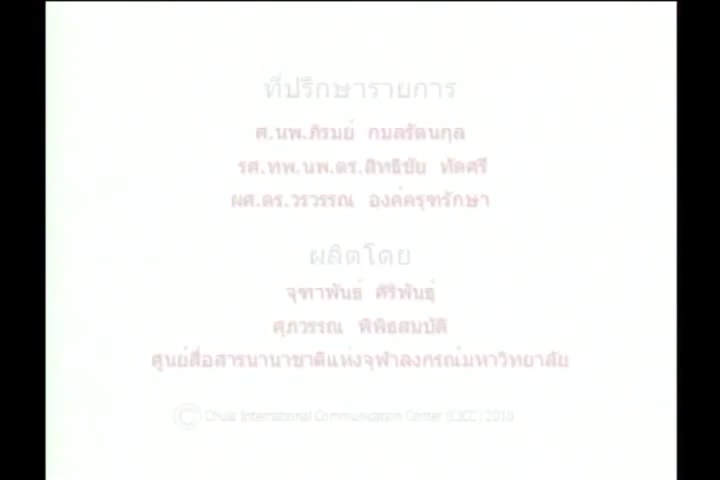 ที่ปรึกษารายการ
ศ.นพ.ภิรมย์ กมลรัตนกุล
รศ.ทพ.นพ.ดร.สิทธิชัย ทัดศรี
ผศ.ดร.วรวรรณ องค์ครุฑรักษา
ผลิตโดย
จุฑาพันธ์ ศิริพันธุ์
ศุภวรรณ พิพิธสมบัติ
ศูนย์สื่อสารนานาชาติแห่งจุฬาลงกรณ์มหาวิทยาลัย
© Chula International Communication Center (CICC) 2010